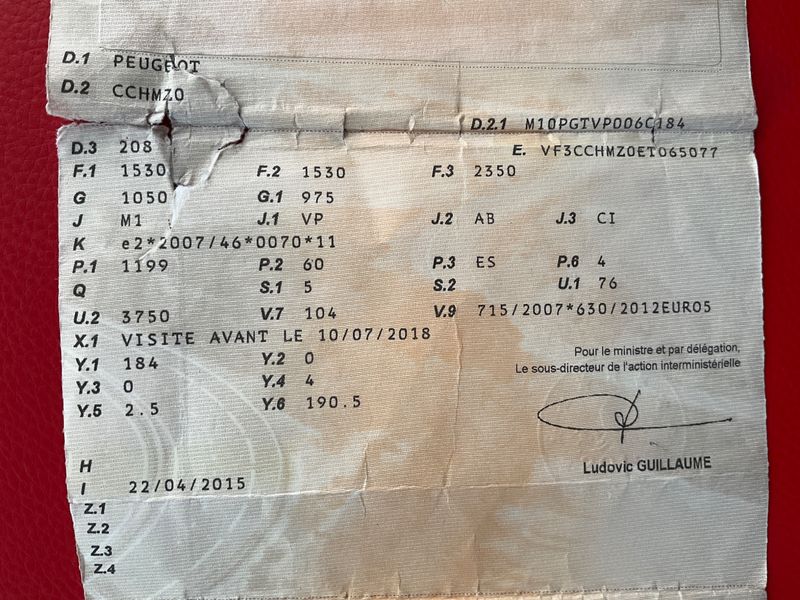 D.1 PEUGEOT
D.2 CCHMZ0
D.2.1 M10PGTVP006C184
D.3 208
E. VF3CCHMZ0ET065077
F.1 1530 F.2 1530 F.3 2350
G 1050 G.1 975
J M1 J.1 VP J.2 AB J.3 CI
K e2*2007/46*0070*11
P.1 1199 P.2 60 P.3 ES P.6 4
Q S.1 5 S.2 U.1 76
U.2 3750 V.7 104 V.9 715/2007*630/2012EURO5
X.1 VISITE AVANT LE 10/07/2018
Y.1 184 Y.2 0
Y.3 0 Y.4 4
Y.5 2.5 Y.6 190.5
Pour le ministre et par délégation,
Le sous-directeur de l'action interministérielle
Ludovic GUILLAUME
H
I 22/04/2015
Z.1
Z.2
Z.3
Z.4